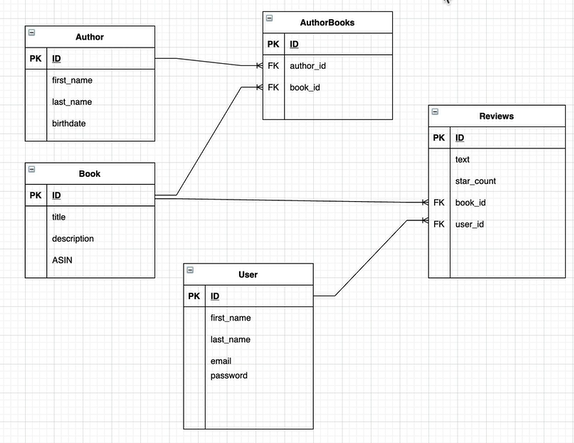 Author
PK ID
first_name
last_name
birthdate
AuthorBooks
PK ID
FK author_id
FK book_id
Book
PK ID
title
description
ASIN
Reviews
PK ID
text
star_count
FK book_id
FK user_id
User
PK ID
first_name
last_name
email
password